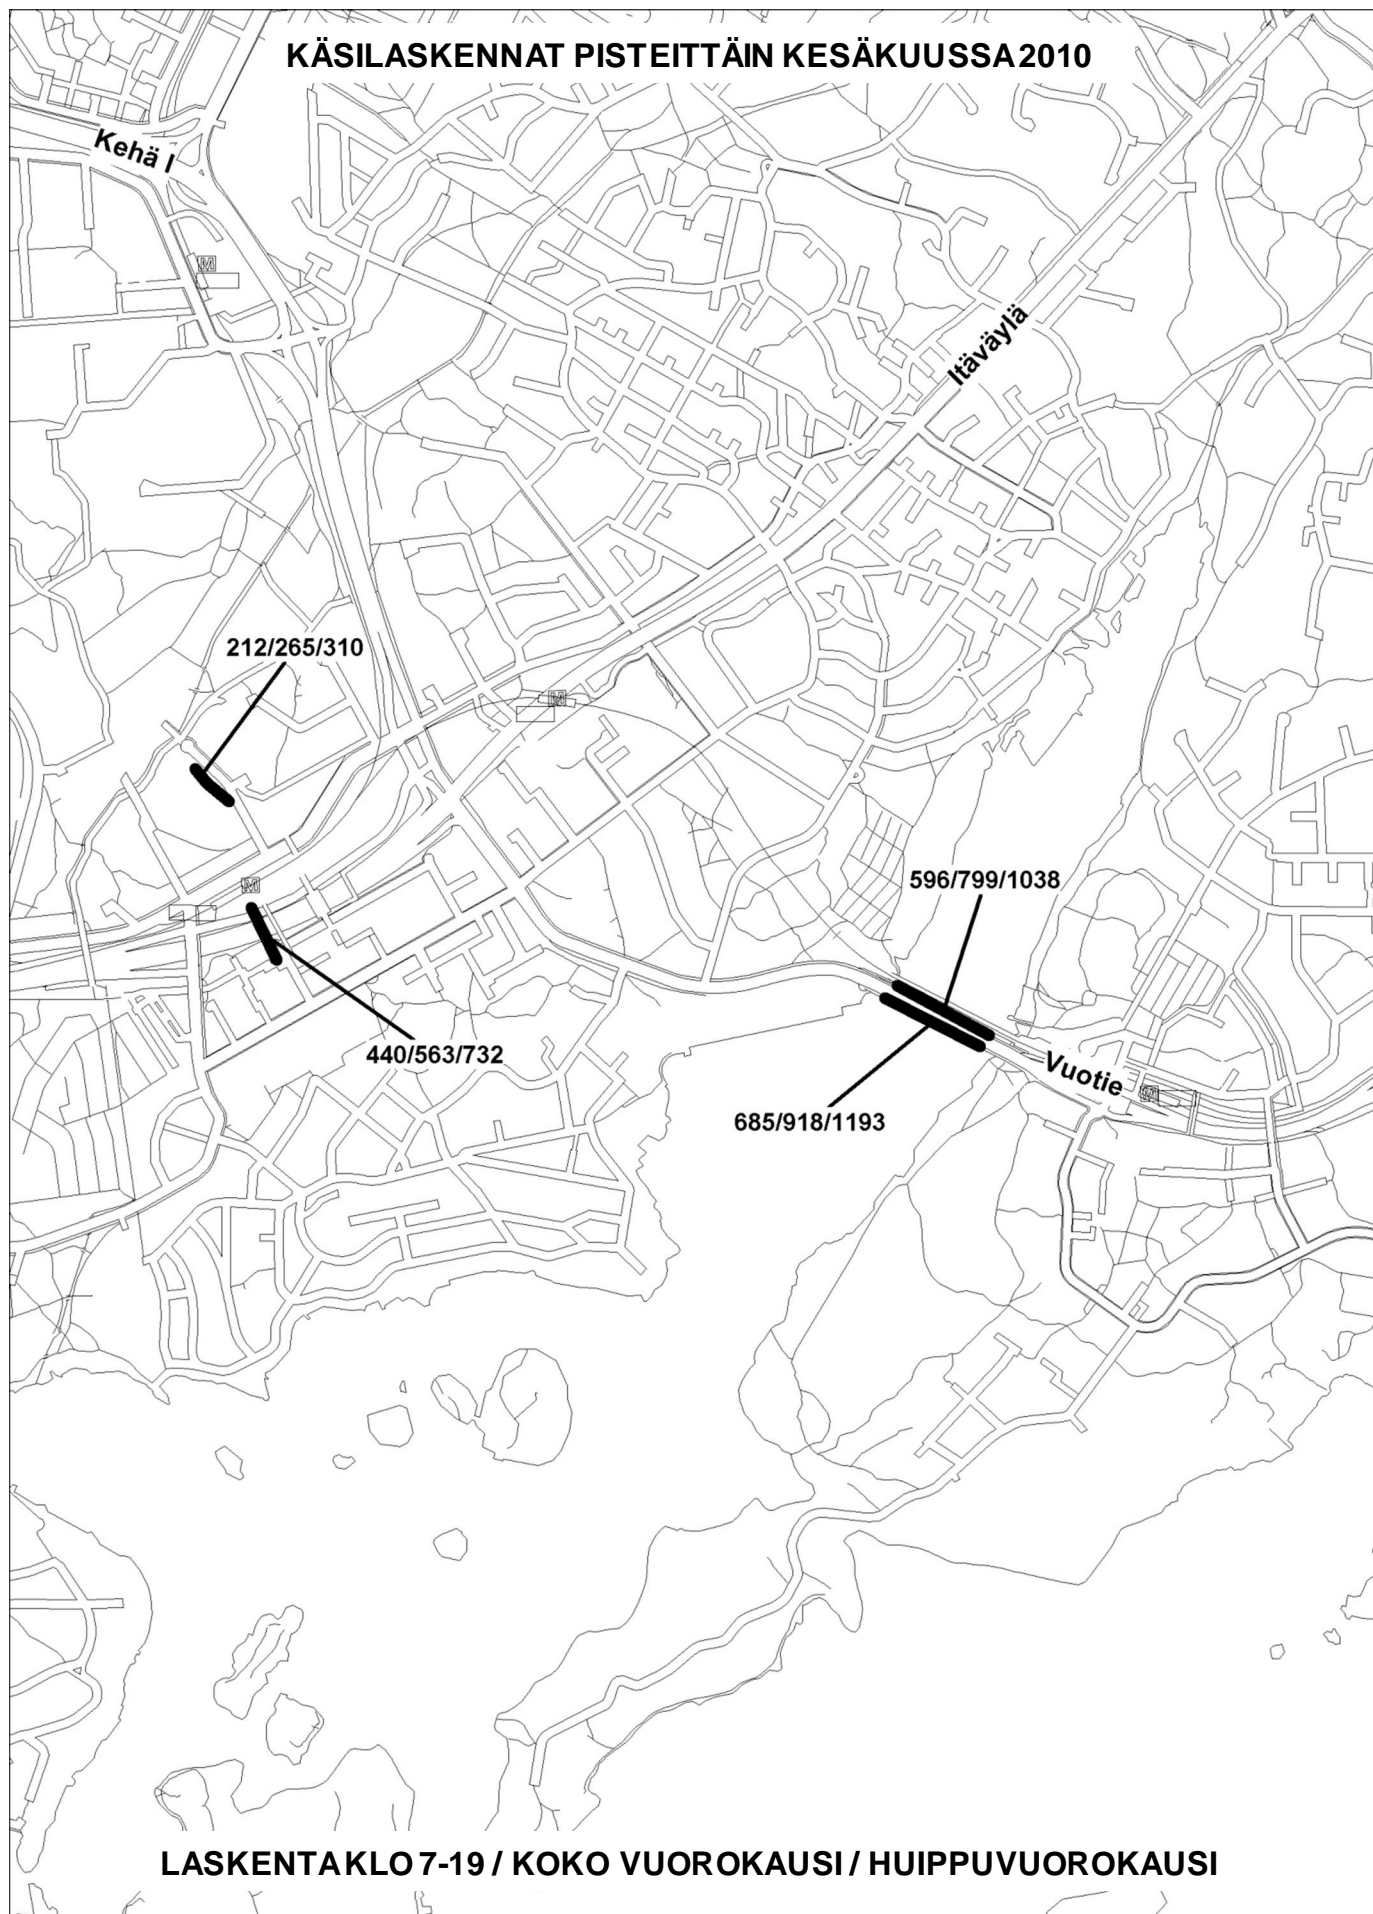 KÄSILASKENNAT PISTEITTÄIN KESÄKUUSSA 2010
Kehä I
M
Itäväylä
212/265/310
M
596/799/1038
M
440/563/732
Vuotie
M
685/918/1193
LASKENTA KLO 7-19 / KOKO VUOROKAUSI / HUIPPUVUOROKAUSI